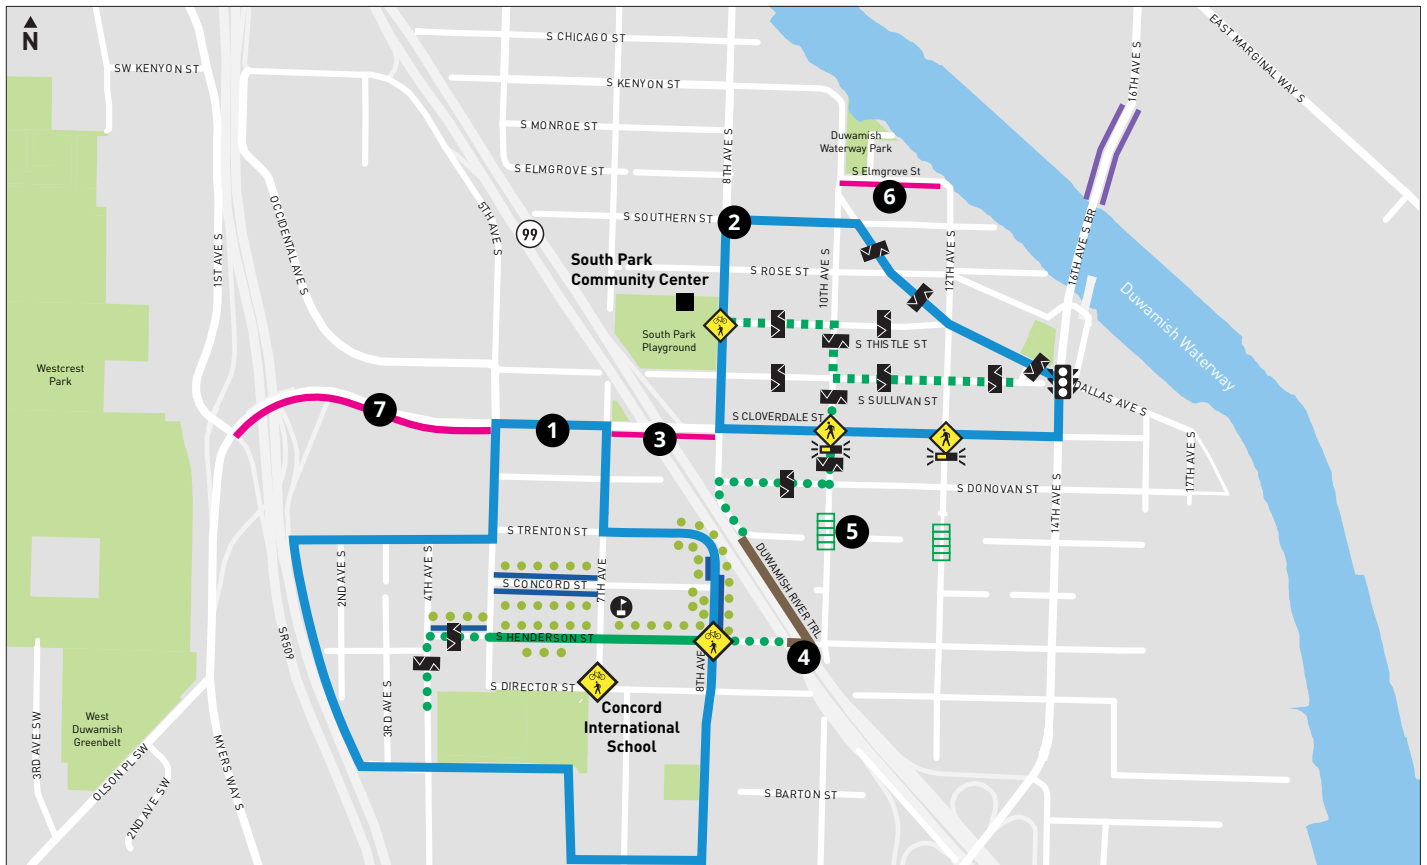 N
S CHICAGO ST
SW KENYON ST
S KENYON ST
EAST MARGINAL WAY S
16TH AVE S
S MONROE ST
Duwamish
Waterway Park
8TH AVE S
S ELMGROVE ST
S Elmgrove St
6
OCCIDENTAL AVE S
5TH AVE S
S SOUTHERN ST
2
99
1ST AVE S
10TH AVE S
12TH AVE S
16TH AVE S BR
South Park
Community Center
S ROSE ST
Duwamish Waterway
South Park
Playground
S THISTLE ST
Westcrest
Park
DALLAS AVE S
S SULLIVAN ST
7
1
3
S CLOVERDALE ST
17TH AVE S
S DONOVAN ST
14TH AVE S
S TRENTON ST
5
2ND AVE S
4TH AVE S
7TH AVE
S CONCORD ST
DUWAMISH RIVER TRL
SR509
S HENDERSON ST
4
8TH AVE
S DIRECTOR ST
3RD AVE S
Concord
International
School
West
Duwamish
Greenbelt
3RD AVE SW
OLSON PL SW
2ND AVE SW
MYERS WAY S
S BARTON ST